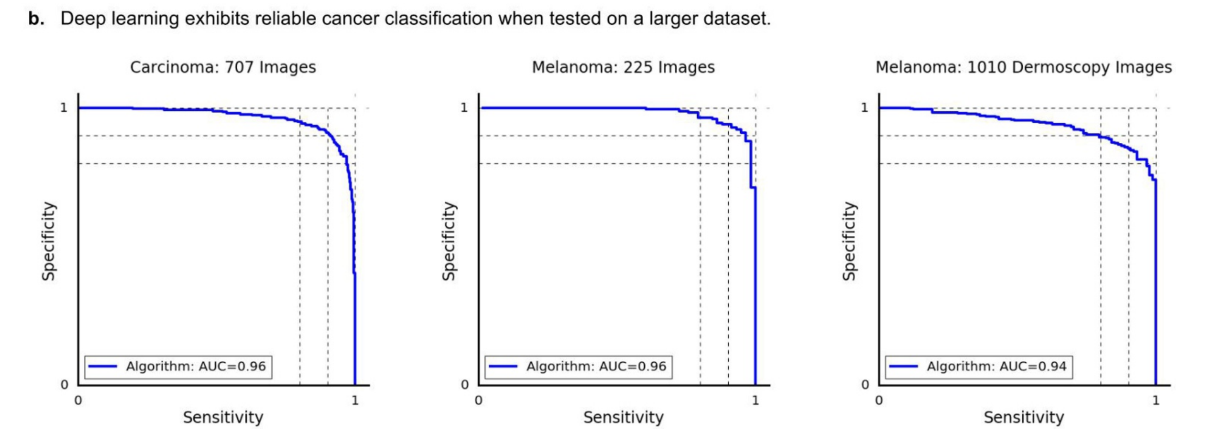 b. Deep learning exhibits reliable cancer classification when tested on a larger dataset.
Carcinoma: 707 Images
1
Specificity
Algorithm: AUC=0.96
0
0
1
Sensitivity
Melanoma: 225 Images
1
Specificity
Algorithm: AUC=0.96
0
0
1
Sensitivity
Melanoma: 1010 Dermoscopy Images
1
Specificity
Algorithm: AUC=0.94
0
0
1
Sensitivity